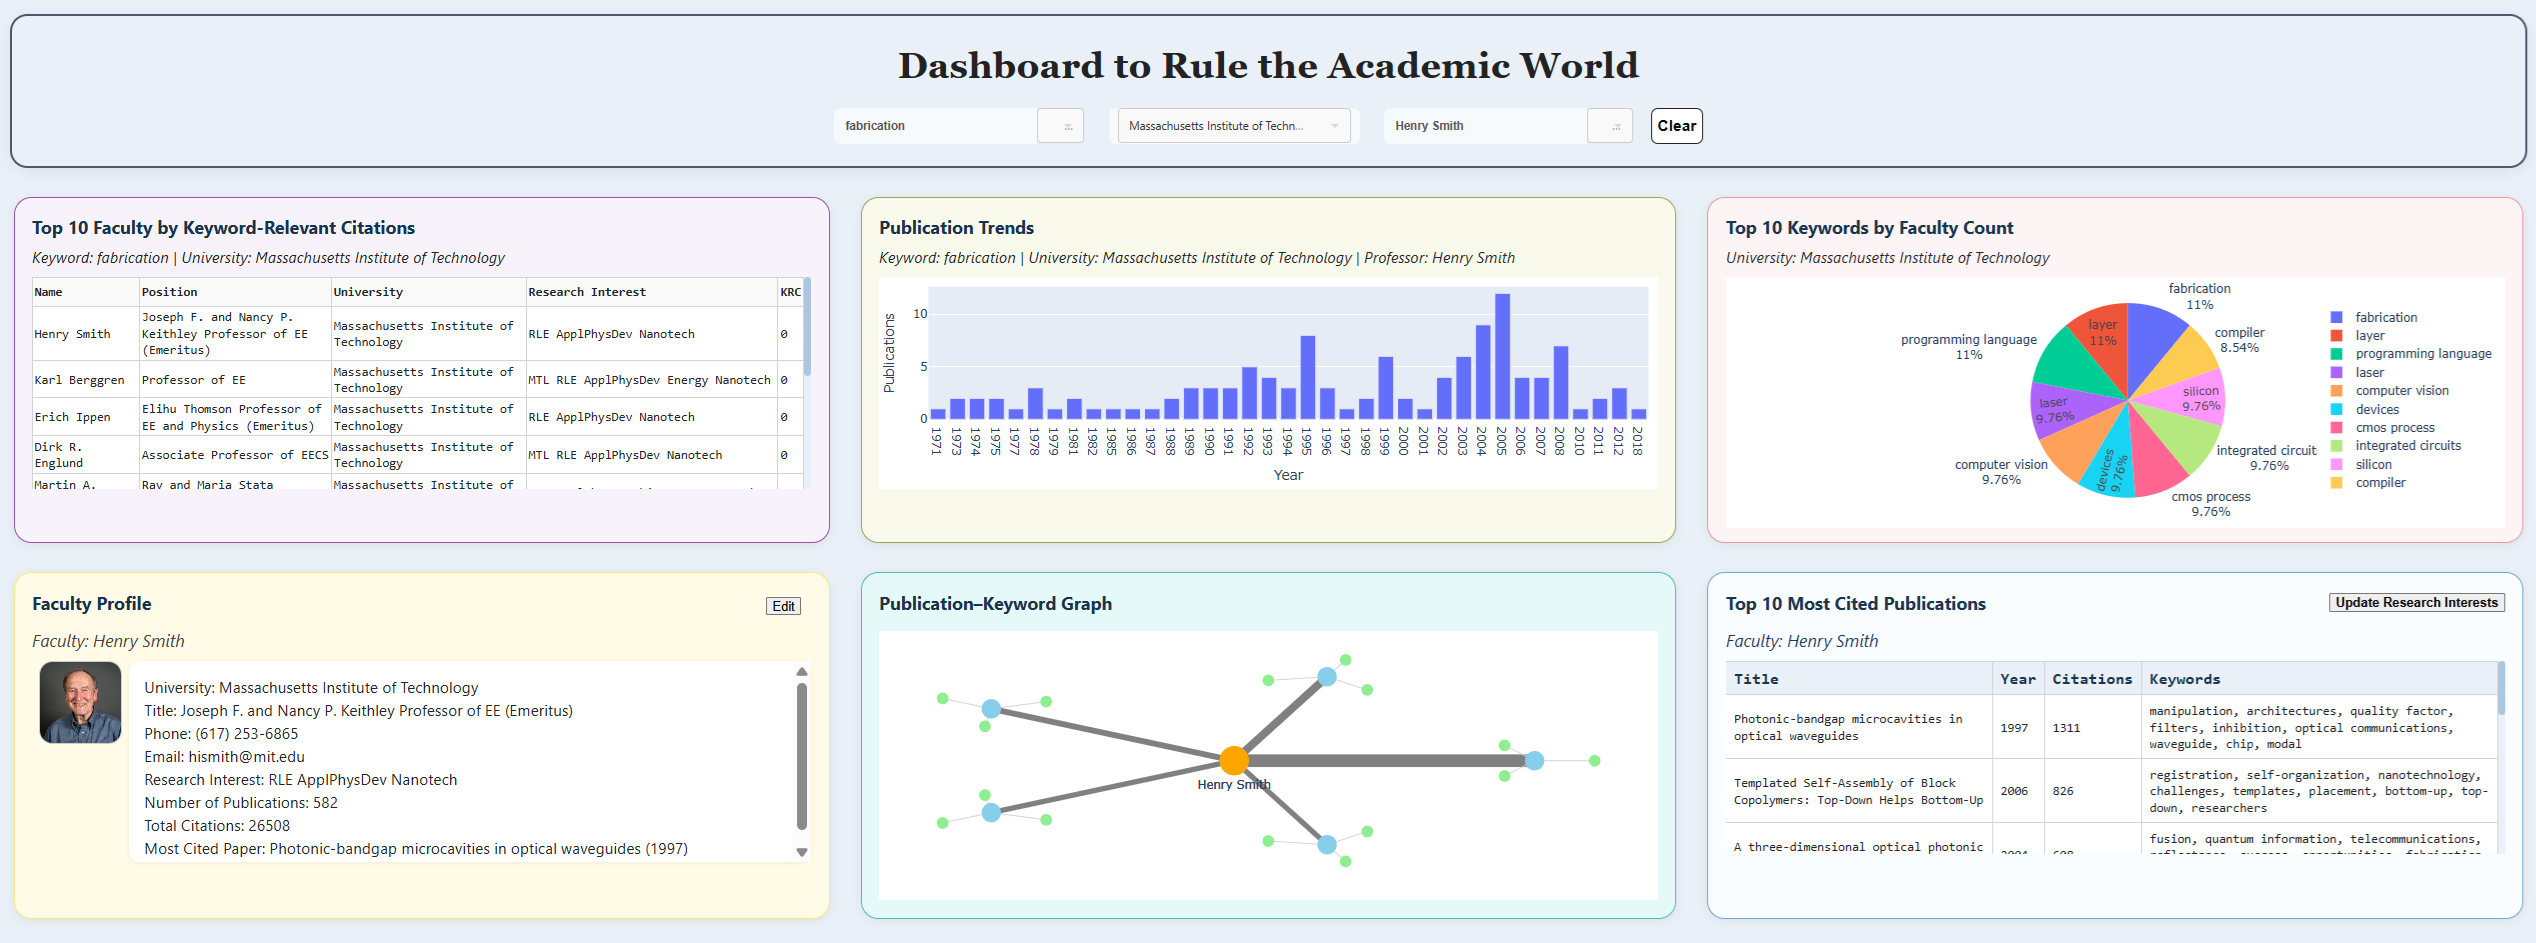 Dashboard to Rule the Academic World
fabrication
Massachusetts Institute of Techn...
Henry Smith
Clear
Top 10 Faculty by Keyword-Relevant Citations
Keyword: fabrication | University: Massachusetts Institute of Technology
Name Position University Research Interest KRC
Henry Smith Joseph F. and Nancy P. Keithley Professor of EE (Emeritus) Massachusetts Institute of Technology RLE ApplPhysDev Nanotech 0
Karl Berggren Professor of EE Massachusetts Institute of Technology MTL RLE ApplPhysDev Energy Nanotech 0
Erich Ippen Elihu Thomson Professor of EE and Physics (Emeritus) Massachusetts Institute of Technology RLE ApplPhysDev Nanotech 0
Dirk R. Englund Associate Professor of EECS Massachusetts Institute of Technology MTL RLE ApplPhysDev Nanotech 0
Martin A. Ray and Maria Stata Massachusetts Institute of
Publication Trends
Keyword: fabrication | University: Massachusetts Institute of Technology | Professor: Henry Smith
Publications
10
5
0
1971 1973 1974 1975 1977 1978 1979 1981 1982 1985 1986 1987 1988 1989 1990 1991 1992 1993 1994 1995 1996 1997 1998 1999 2000 2001 2002 2003 2004 2005 2006 2007 2008 2010 2011 2012 2018
Year
Top 10 Keywords by Faculty Count
University: Massachusetts Institute of Technology
fabrication
11%
compiler
8.54%
silicon
9.76%
integrated circuit
9.76%
cmos process
9.76%
devices
9.76%
computer vision
9.76%
laser
9.76%
programming language
11%
layer
11%
fabrication
layer
programming language
laser
computer vision
devices
cmos process
integrated circuits
silicon
compiler
Faculty Profile
Edit
Faculty: Henry Smith
University: Massachusetts Institute of Technology
Title: Joseph F. and Nancy P. Keithley Professor of EE (Emeritus)
Phone: (617) 253-6865
Email: hismith@mit.edu
Research Interest: RLE ApplPhysDev Nanotech
Number of Publications: 582
Total Citations: 26508
Most Cited Paper: Photonic-bandgap microcavities in optical waveguides (1997)
Publication–Keyword Graph
Henry Smith
Top 10 Most Cited Publications
Update Research Interests
Faculty: Henry Smith
Title Year Citations Keywords
Photonic-bandgap microcavities in optical waveguides 1997 1311 manipulation, architectures, quality factor, filters, inhibition, optical communications, waveguide, chip, modal
Templated Self-Assembly of Block Copolymers: Top-Down Helps Bottom-Up 2006 826 registration, self-organization, nanotechnology, challenges, templates, placement, bottom-up, top-down, researchers
A three-dimensional optical photonic fusion, quantum information, telecommunications,